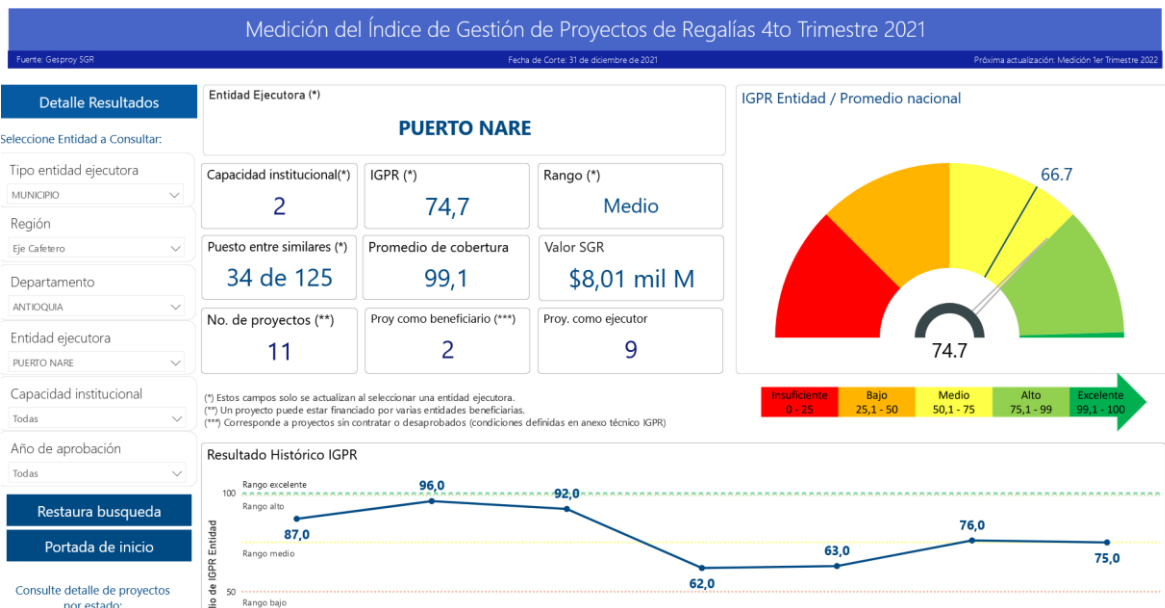 Medición del Índice de Gestión de Proyectos de Regalías 4to Trimestre 2021
Fuente: Gesproy SGR
Fecha de Corte: 31 de diciembre de 2021
Próxima actualización: Medición 1er Trimestre 2022
Detalle Resultados
Seleccione Entidad a Consultar:
Tipo entidad ejecutora
MUNICIPIO
Región
Eje Cafetero
Departamento
ANTIOQUIA
Entidad ejecutora
PUERTO NARE
Capacidad institucional
Todas
Año de aprobación
Todas
Restaura busqueda
Portada de inicio
Consulte detalle de proyectos
por estado:
Entidad Ejecutora (*)
PUERTO NARE
Capacidad institucional(*)
2
IGPR (*)
74,7
Rango (*)
Medio
Puesto entre similares (*)
34 de 125
Promedio de cobertura
99,1
Valor SGR
$8,01 mil M
No. de proyectos (**)
11
Proy como beneficiario (***)
2
Proy. como ejecutor
9
(*) Estos campos solo se actualizan al seleccionar una entidad ejecutora.
(**) Un proyecto puede estar financiado por varias entidades beneficiarias.
(***) Corresponde a proyectos sin contratar o desaprobados (condiciones definidas en anexo técnico IGPR)
IGPR Entidad / Promedio nacional
66.7
74.7
Insuficiente
0 - 25
Bajo
25,1 - 50
Medio
50,1 - 75
Alto
75,1 - 99
Excelente
99,1 - 100
Resultado Histórico IGPR
dio de IGPR Entidad
100
50
Rango excelente
Rango alto
Rango medio
Rango bajo
87,0
96,0
92,0
62,0
63,0
76,0
75,0